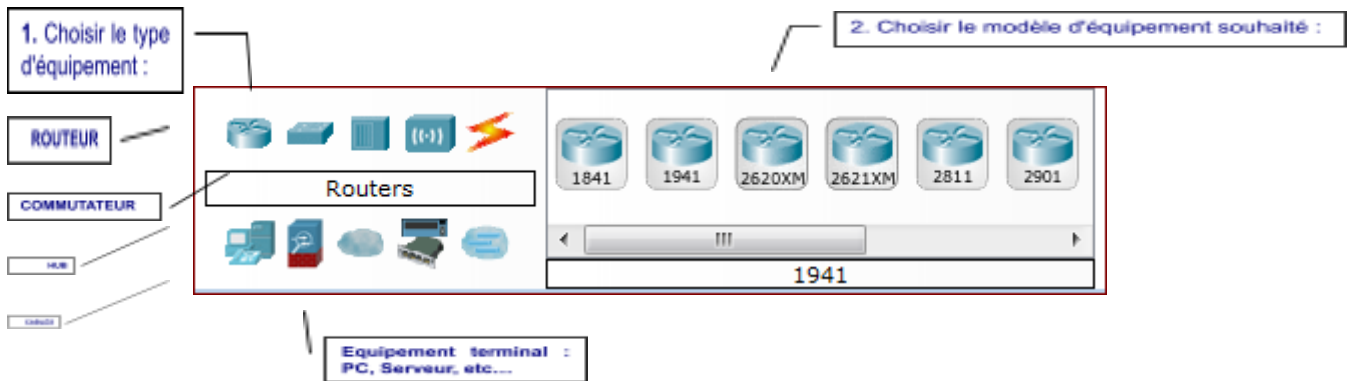 1. Choisir le type
d'équipement :
2. Choisir le modèle d'équipement souhaité :
ROUTEUR
COMMUTATEUR
HUB
Routers
1841
1941
2620XM
2621XM
2811
2901
1941
Equipement terminal :
PC, Serveur, etc....